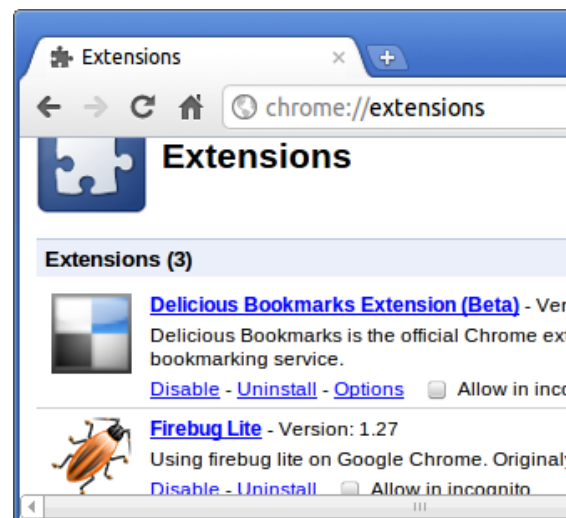 Extensions
chrome://extensions
Extensions
Extensions (3)
Delicious Bookmarks Extension (Beta) - Ver
Delicious Bookmarks is the official Chrome ex
bookmarking service.
Disable - Uninstall - Options Allow in inco
Firebug Lite - Version: 1.27
Using firebug lite on Google Chrome. Originaly
Disable - Uninstall Allow in incognito